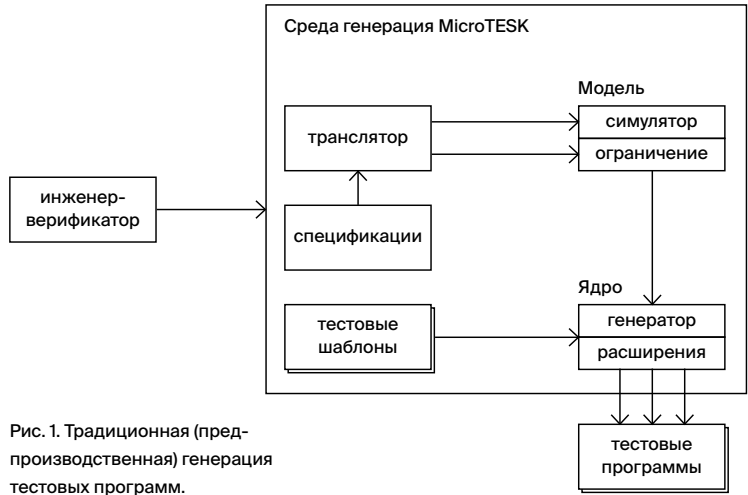 Среда генерация MicroTESK
Модель
транслятор
симулятор
ограничение
инженер-
верификатор
спецификации
Ядро
тестовые
шаблоны
генератор
расширения
Рис. 1. Традиционная (пред-
производственная) генерация
тестовых программ.
тестовые
программы